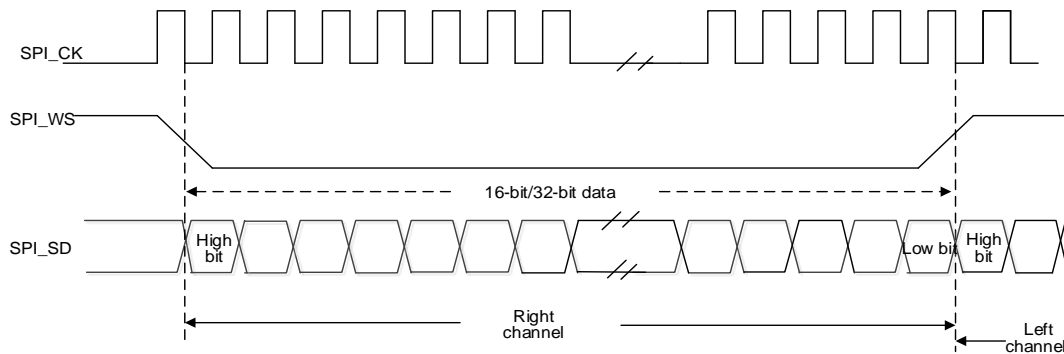 SPI_CK
SPI_WS
16-bit/32-bit data
SPI_SD
High
bit
Low bit
High
bit
Right
channel
Left
channel